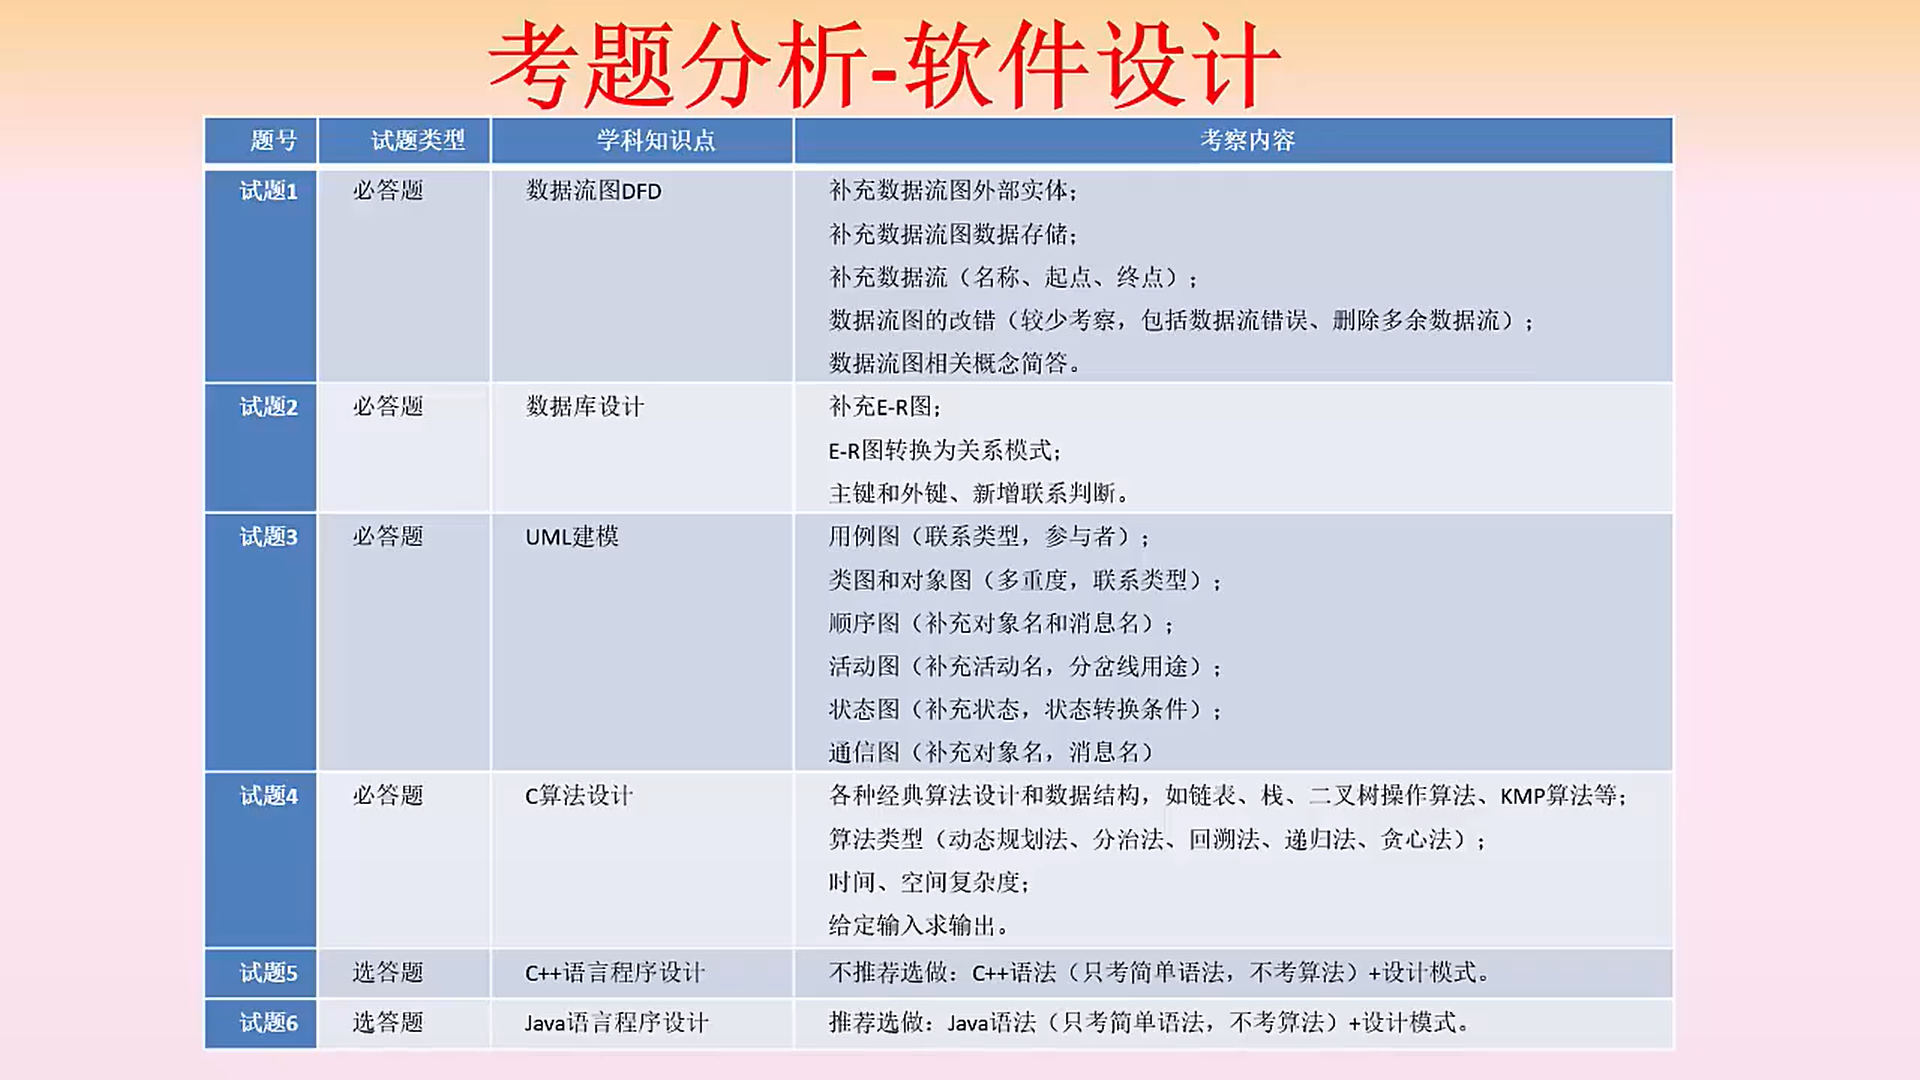 考题分析-软件设计
题号 试题类型 学科知识点 考察内容
试题1 必答题 数据流图DFD 补充数据流图外部实体；
补充数据流图数据存储；
补充数据流（名称、起点、终点）；
数据流图的改错（较少考察，包括数据流错误、删除多余数据流）；
数据流图相关概念简答。
试题2 必答题 数据库设计 补充E-R图；
E-R图转换为关系模式；
主键和外键、新增联系判断。
试题3 必答题 UML建模 用例图（联系类型，参与者）；
类图和对象图（多重度，联系类型）；
顺序图（补充对象名和消息名）；
活动图（补充活动名，分岔线用途）；
状态图（补充状态，状态转换条件）；
通信图（补充对象名，消息名）
试题4 必答题 C算法设计 各种经典算法设计和数据结构，如链表、栈、二叉树操作算法、KMP算法等；
算法类型（动态规划法、分治法、回溯法、递归法、贪心法）；
时间、空间复杂度；
给定输入求输出。
试题5 选答题 C++语言程序设计 不推荐选做：C++语法（只考简单语法，不考算法）+设计模式。
试题6 选答题 Java语言程序设计 推荐选做：Java语法（只考简单语法，不考算法）+设计模式。